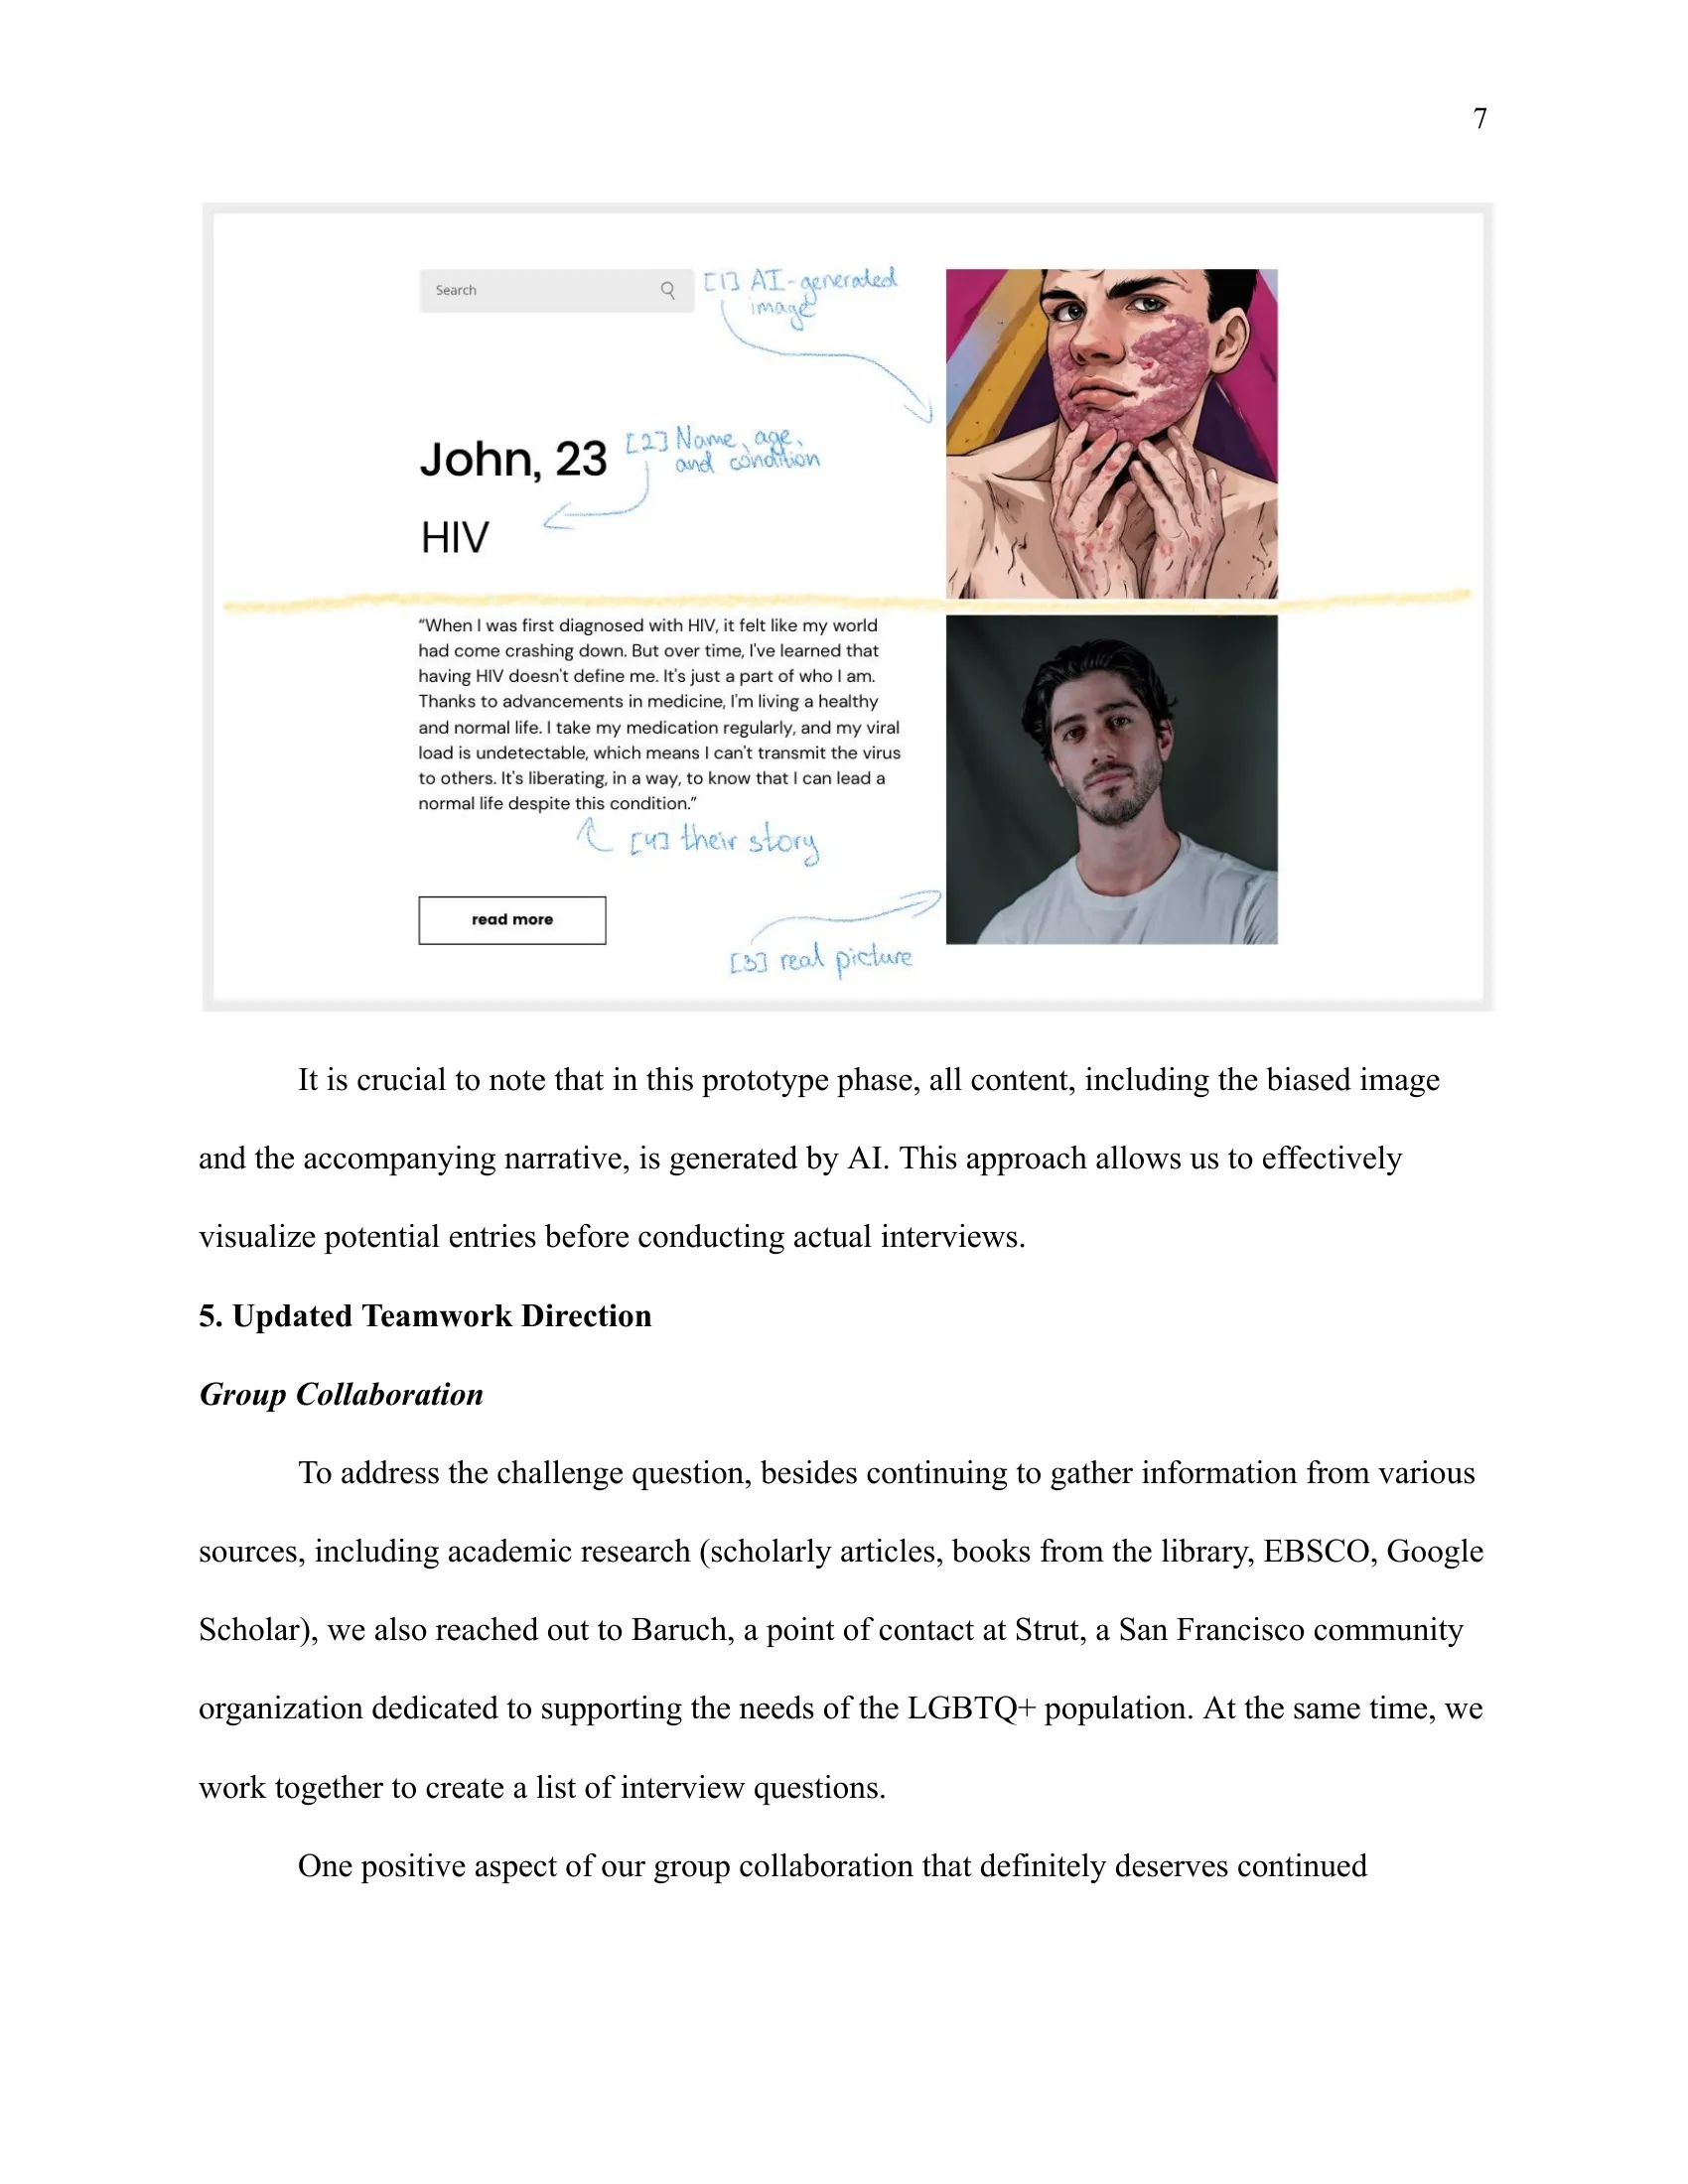 7
Search
[1] AI-generated
image
John, 23
[2] Name, age,
and condition
HIV
“When I was first diagnosed with HIV, it felt like my world
had come crashing down. But over time, I've learned that
having HIV doesn't define me. It's just a part of who I am.
Thanks to advancements in medicine, I'm living a healthy
and normal life. I take my medication regularly, and my viral
load is undetectable, which means I can't transmit the virus
to others. It's liberating, in a way, to know that I can lead a
normal life despite this condition.”
[4] their story
read more
[3] real picture
It is crucial to note that in this prototype phase, all content, including the biased image
and the accompanying narrative, is generated by AI. This approach allows us to effectively
visualize potential entries before conducting actual interviews.
5. Updated Teamwork Direction
Group Collaboration
To address the challenge question, besides continuing to gather information from various
sources, including academic research (scholarly articles, books from the library, EBSCO, Google
Scholar), we also reached out to Baruch, a point of contact at Strut, a San Francisco community
organization dedicated to supporting the needs of the LGBTQ+ population. At the same time, we
work together to create a list of interview questions.
One positive aspect of our group collaboration that definitely deserves continued